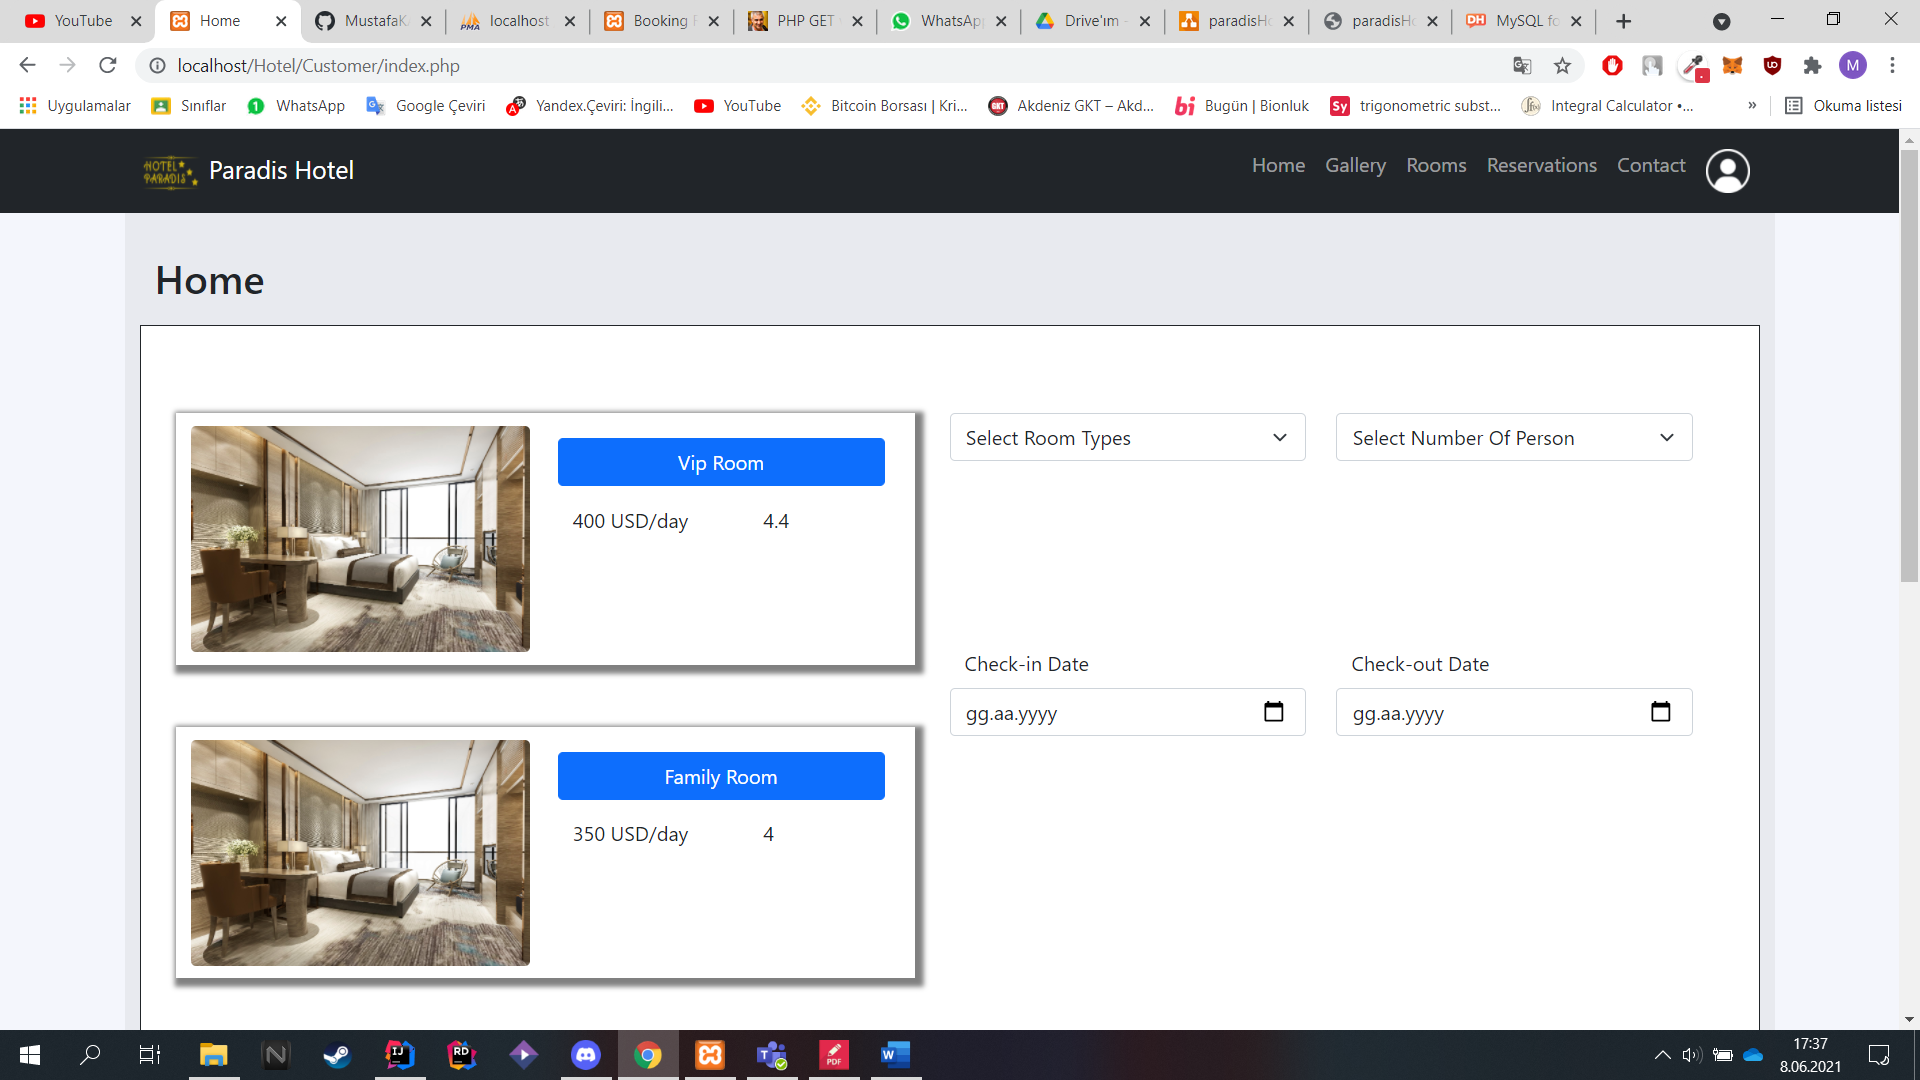 YouTube
Home
MustafaK
localhost
Booking
PHP GET
WhatsAp
Drive'ım -
paradisHo
paradisHo
MySQL fo
localhost/Hotel/Customer/index.php
M
Uygulamalar
Sınıflar
WhatsApp
Google Çeviri
Yandex.Çeviri: İngili...
YouTube
Bitcoin Borsası | Kri...
Akdeniz GKT – Akd...
Bugün | Bionluk
trigonometric subst...
Integral Calculator •...
»
Okuma listesi
HOTEL PARADIS
Paradis Hotel
Home
Gallery
Rooms
Reservations
Contact
Home
Vip Room
400 USD/day
4.4
Select Room Types
Select Number Of Person
Check-in Date
Check-out Date
gg.aa.yyyy
gg.aa.yyyy
Family Room
350 USD/day
4
17:37
8.06.2021